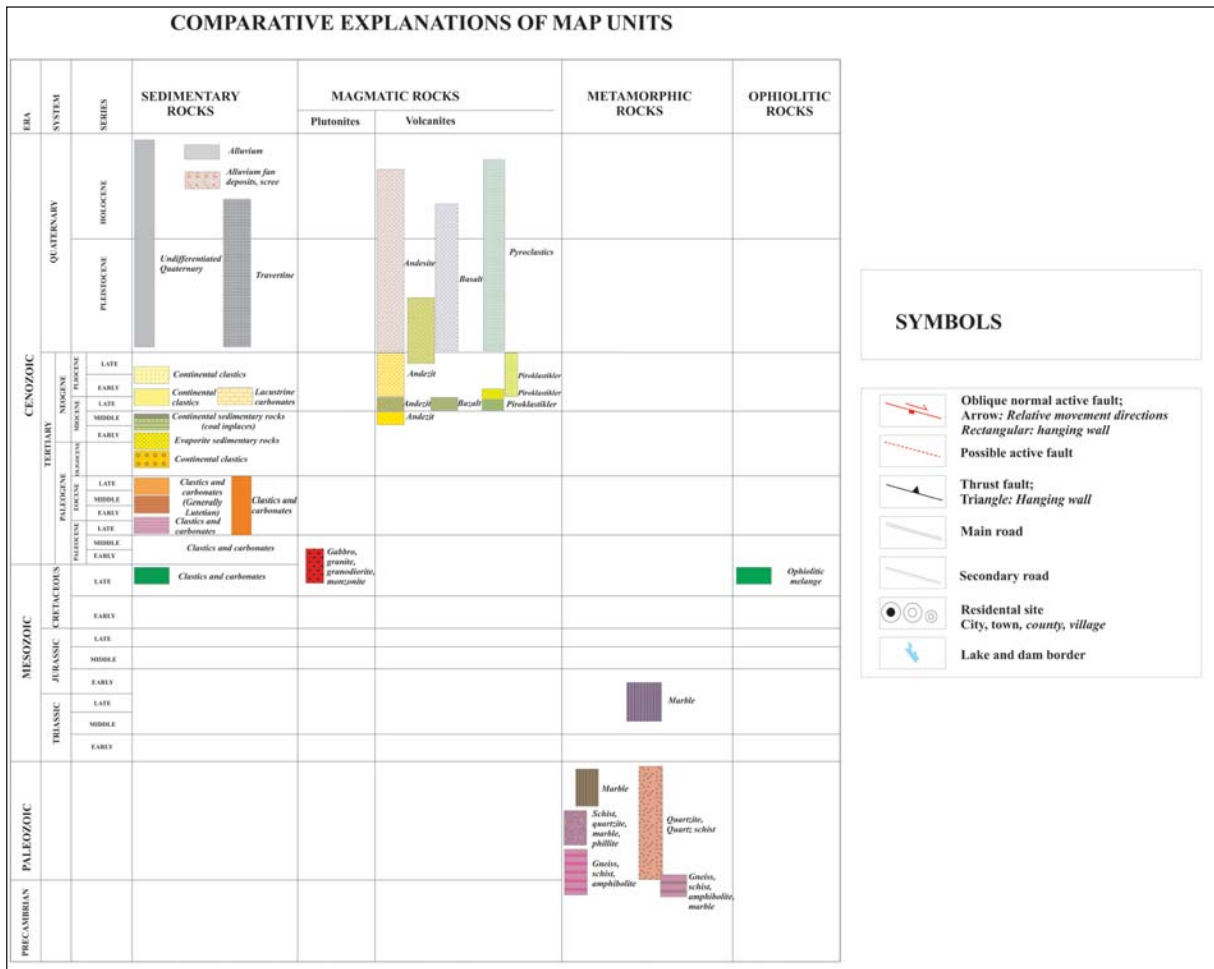 COMPARATIVE EXPLANATIONS OF MAP UNITS
ERA
SYSTEM
SERIES
SEDIMENTARY
ROCKS
MAGMATIC ROCKS
Plutonites
Volcanites
METAMORPHIC
ROCKS
OPHIOLITIC
ROCKS
CENOZOIC
QUATERNARY
HOLOCENE
PLEISTOCENE
Alluvium
Alluvium fan
deposits, scree
Undifferentiated
Quaternary
Travertine
Andesite
Basalt
Pyroclastics
TERTIARY
NEOGENE
PLIOCENE
LATE
EARLY
MIOCENE
LATE
MIDDLE
EARLY
Continental clastics
Continental
clastics
Lacustrine
carbonates
Continental sedimentary rocks
(coal inplaces)
Evaporite sedimentary rocks
Continental clastics
Andezit
Piroklastikler
Piroklastikler
Andezit
Bazalt
Piroklastikler
Andezit
PALEOGENE
OLIGOCENE
EOCENE
LATE
MIDDLE
EARLY
PALEOCENE
LATE
MIDDLE
EARLY
Clastics and
carbonates
(Generally
Lutetian)
Clastics and
carbonates
Clastics and
carbonates
Clastics and carbonates
Gabbro,
granite,
granodiorite,
monzonite
MESOZOIC
CRETACEOUS
LATE
EARLY
Clastics and carbonates
Ophiolitic
melange
JURASSIC
LATE
MIDDLE
EARLY
TRIASSIC
LATE
MIDDLE
EARLY
Marble
PALEOZOIC
Marble
Schist,
quartzite,
marble,
phillite
Quartzite,
Quartz schist
Gneiss,
schist,
amphibolite
PRECAMBRIAN
Gneiss,
schist,
amphibolite,
marble
SYMBOLS
Oblique normal active fault;
Arrow: Relative movement directions
Rectangular: hanging wall
Possible active fault
Thrust fault;
Triangle: Hanging wall
Main road
Secondary road
Residental site
City, town, county, village
Lake and dam border